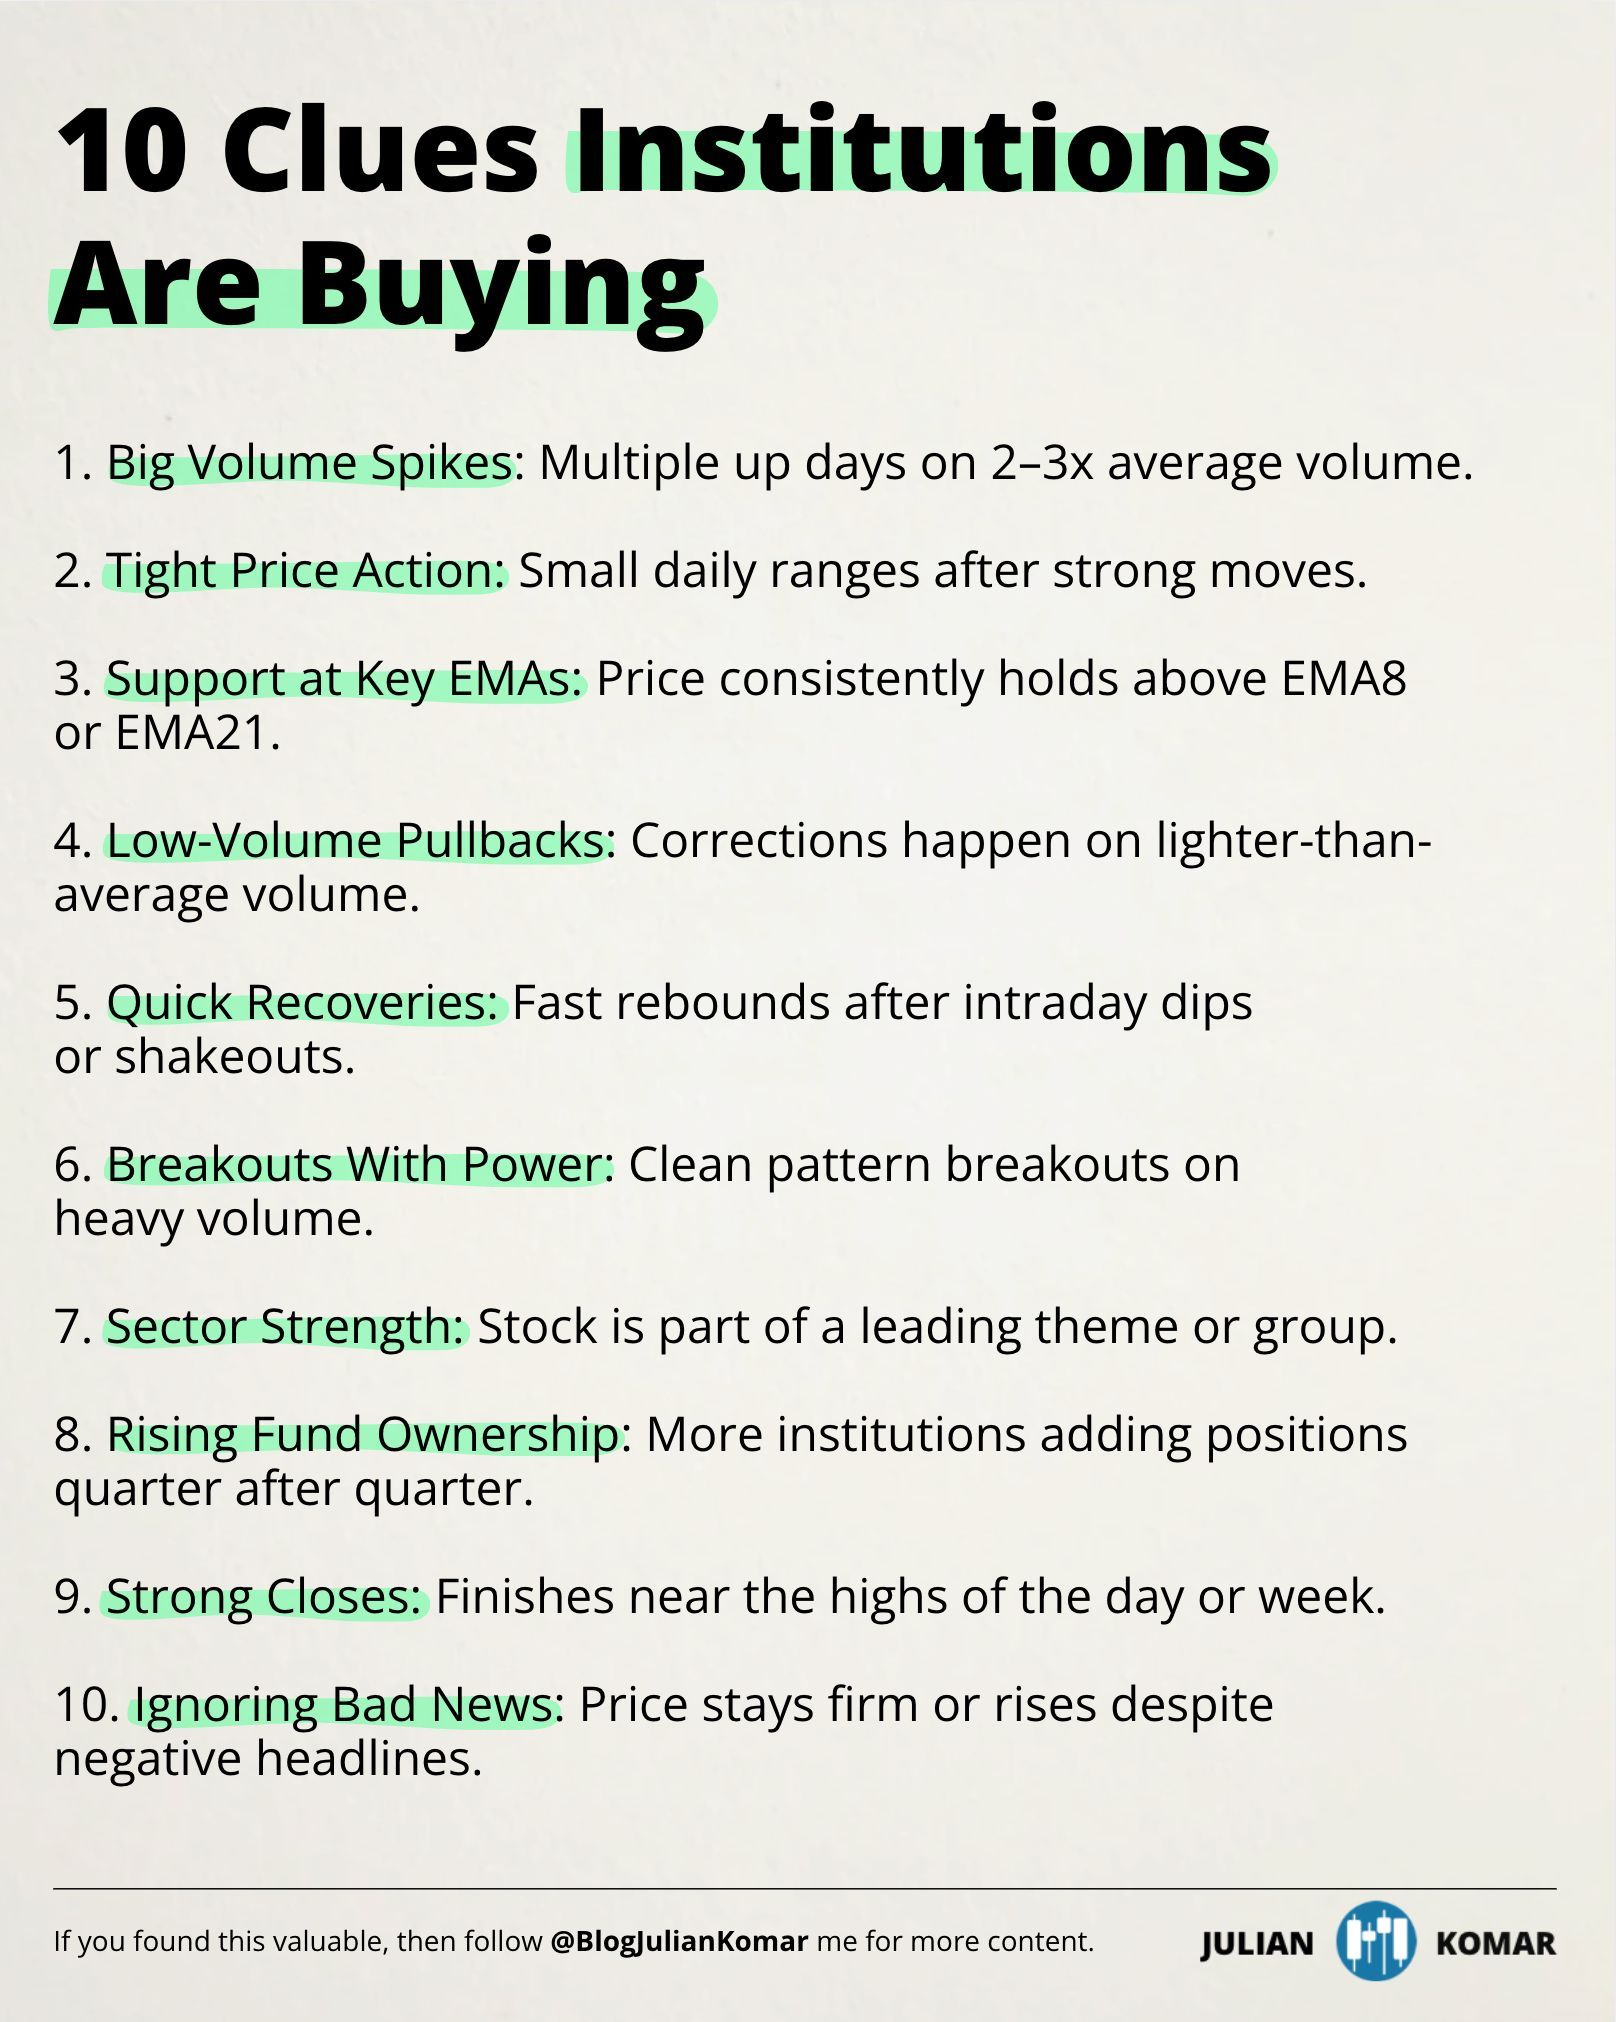 10 Clues Institutions
Are Buying
1. Big Volume Spikes: Multiple up days on 2–3x average volume.
2. Tight Price Action: Small daily ranges after strong moves.
3. Support at Key EMAs: Price consistently holds above EMA8
or EMA21.
4. Low-Volume Pullbacks: Corrections happen on lighter-than-
average volume.
5. Quick Recoveries: Fast rebounds after intraday dips
or shakeouts.
6. Breakouts With Power: Clean pattern breakouts on
heavy volume.
7. Sector Strength: Stock is part of a leading theme or group.
8. Rising Fund Ownership: More institutions adding positions
quarter after quarter.
9. Strong Closes: Finishes near the highs of the day or week.
10. Ignoring Bad News: Price stays firm or rises despite
negative headlines.
If you found this valuable, then follow @BlogJulianKomar me for more content.
JULIAN KOMAR